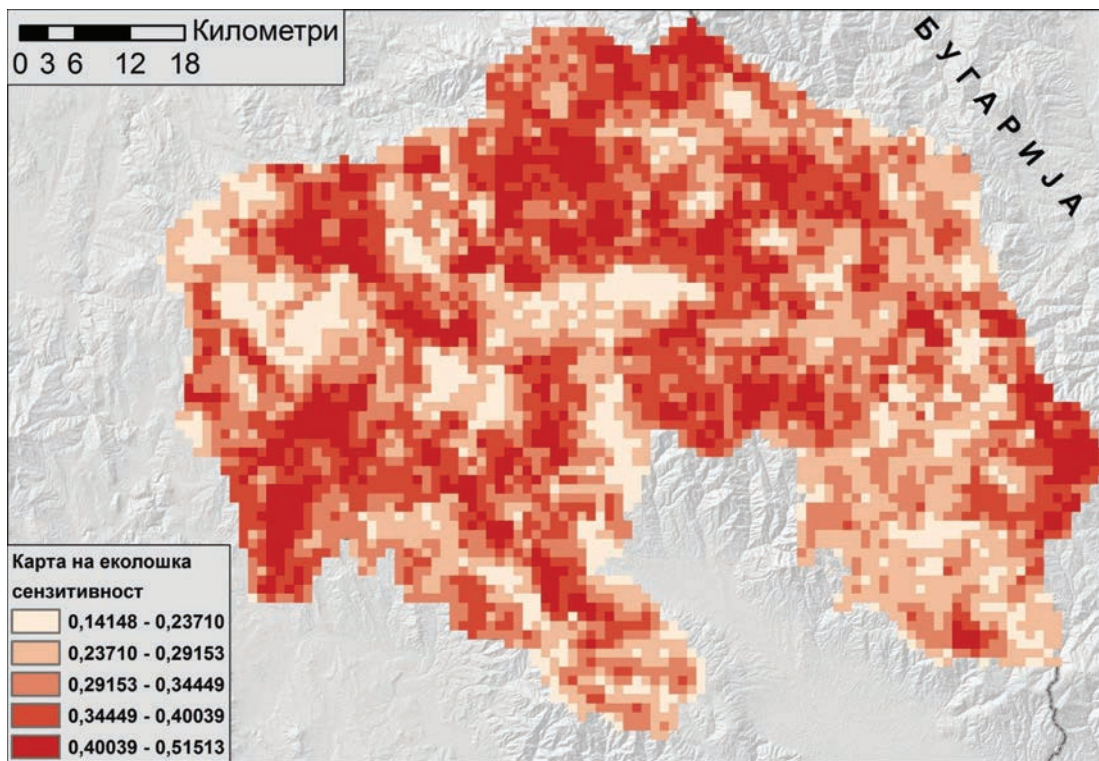 Километри
0 3 6 12 18
БУГАРИЈА
Карта на еколошка
сензитивност
0,14148 - 0,23710
0,23710 - 0,29153
0,29153 - 0,34449
0,34449 - 0,40039
0,40039 - 0,51513